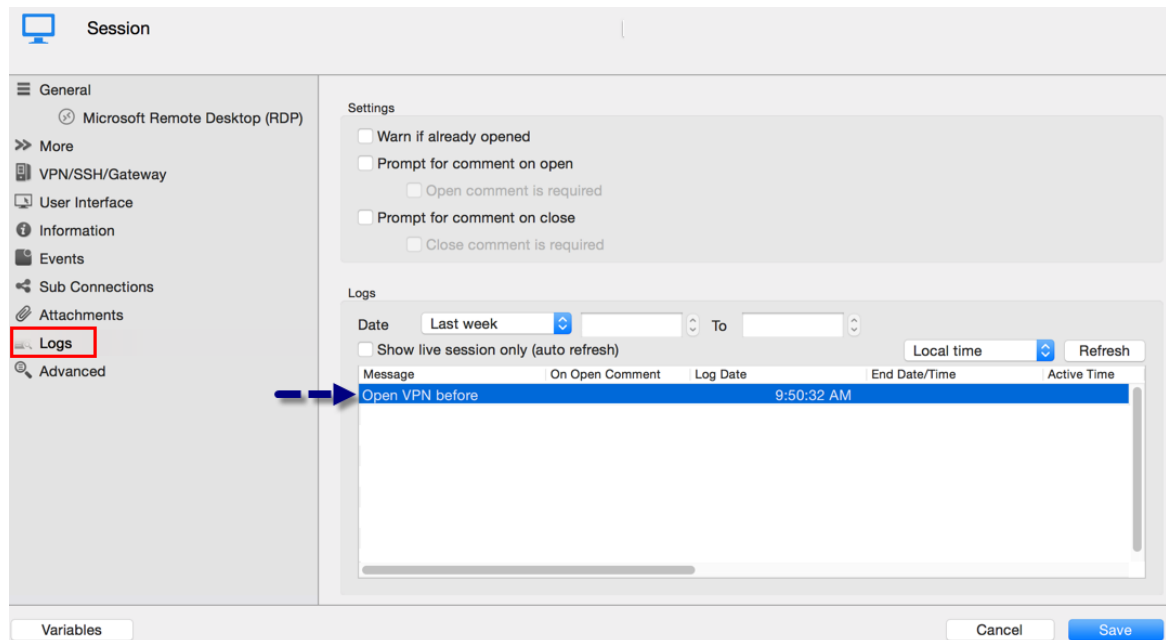 Session
General
Microsoft Remote Desktop (RDP)
More
VPN/SSH/Gateway
User Interface
Information
Events
Sub Connections
Attachments
Logs
Advanced
Settings
Warn if already opened
Prompt for comment on open
Open comment is required
Prompt for comment on close
Close comment is required
Logs
Date Last week To
Show live session only (auto refresh) Local time Refresh
Message On Open Comment Log Date End Date/Time Active Time
Open VPN before 9:50:32 AM
Variables Cancel Save